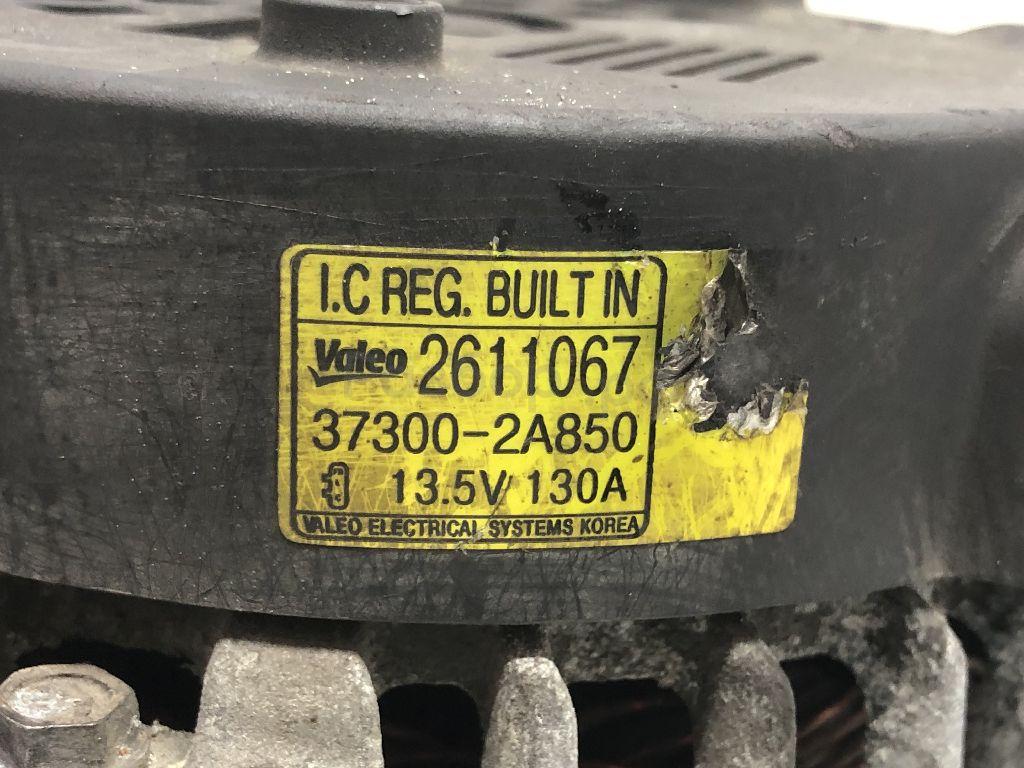 I.C REG. BUILT IN
Valeo 2611067
37300-2A850
13.5V/130A
VALEO ELECTRICAL SYSTEMS KOREA